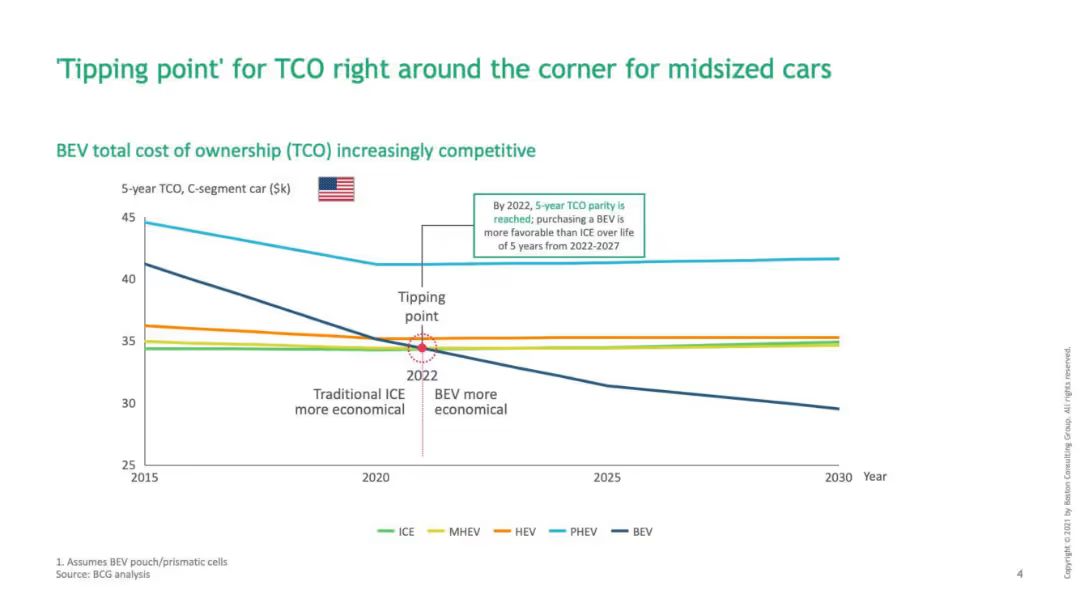 'Tipping point' for TCO right around the corner for midsized cars
BEV total cost of ownership (TCO) increasingly competitive
5-year TCO, C-segment car ($k)
By 2022, 5-year TCO parity is
reached; purchasing a BEV is
more favorable than ICE over life
of 5 years from 2022-2027
45
40
35
30
25
Tipping
point
2022
Traditional ICE
more economical
BEV more
economical
2015
2020
2025
2030
Year
ICE
MHEV
HEV
PHEV
BEV
1. Assumes BEV pouch/prismatic cells
Source: BCG analysis
4
Copyright © 2021 by Boston Consulting Group. All rights reserved.